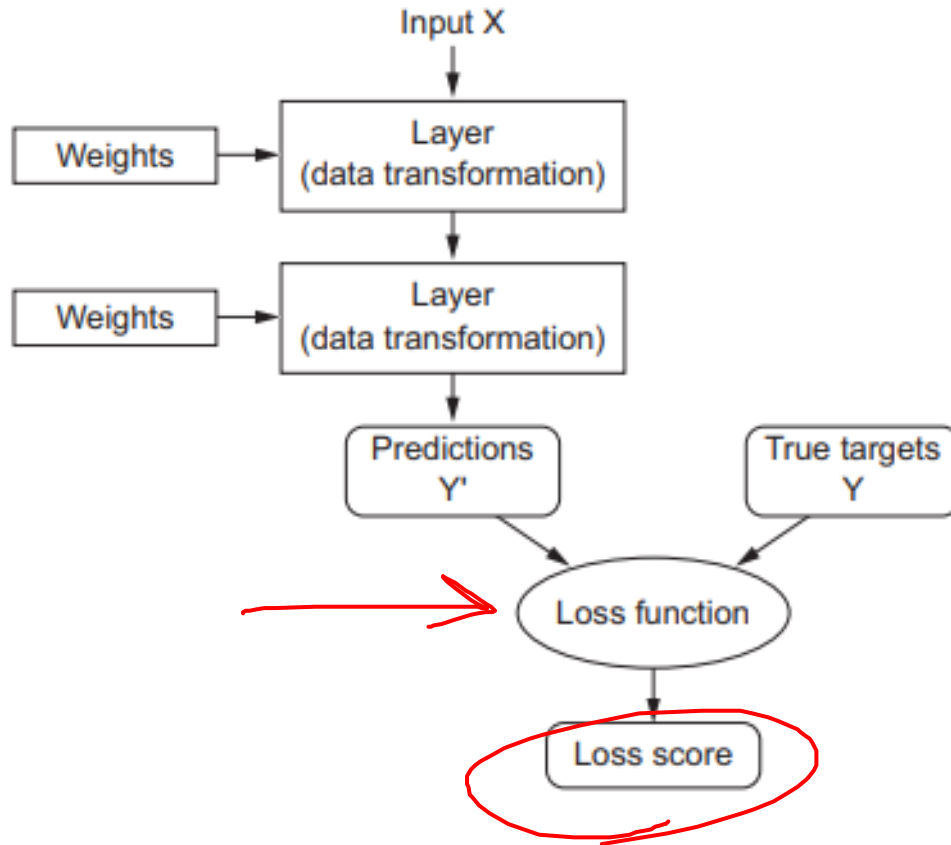 Input X
Weights
Layer
(data transformation)
Weights
Layer
(data transformation)
Predictions
Y'
True targets
Y
Loss function
Loss score